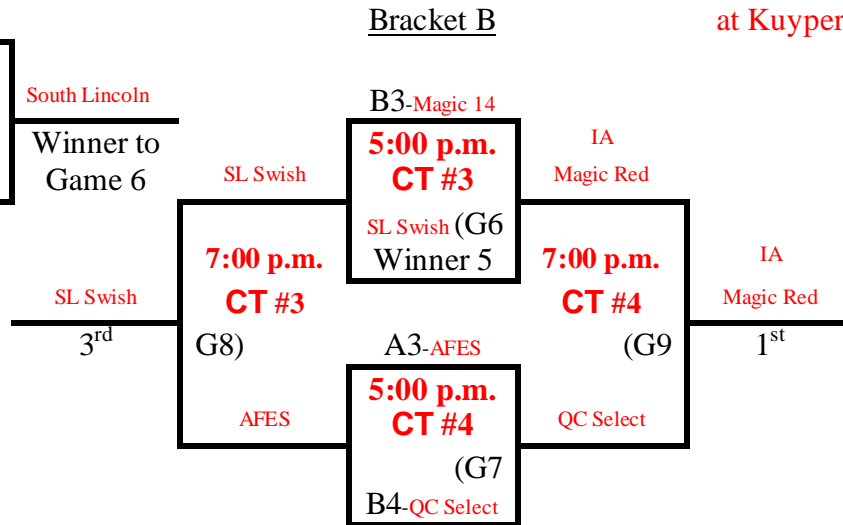 Bracket B
at Kuyper
South Lincoln
Winner to
Game 6
B3-Magic 14
5:00 p.m.
CT #3
SL Swish (G6
Winner 5
SL Swish
IA
Magic Red
7:00 p.m.
CT #3
G8)
7:00 p.m.
CT #4
(G9
SL Swish
3rd
IA
Magic Red
1st
A3-AFES
5:00 p.m.
CT #4
(G7
B4-QC Select
AFES
QC Select